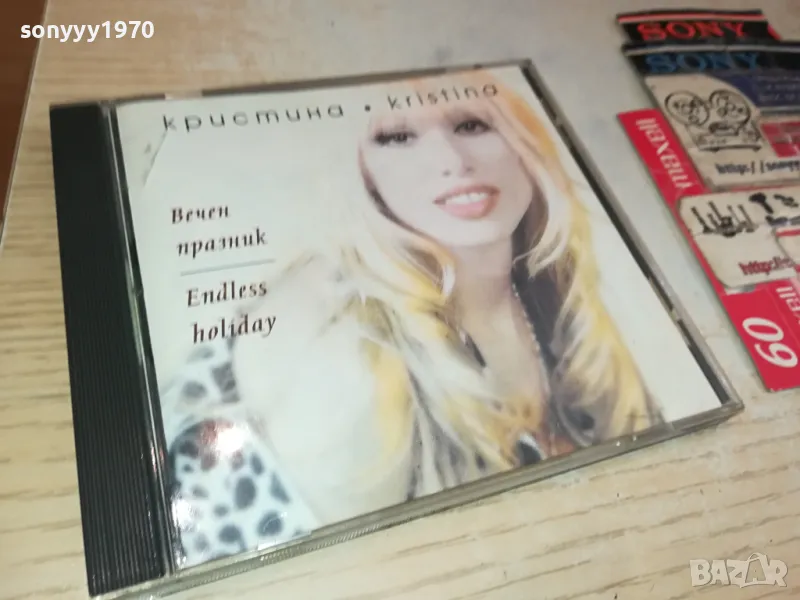 sonyyy1970
кристина • kristina
Вечен
празник
Endless
holiday
SONY
SONY
maxell
60
BAZAR